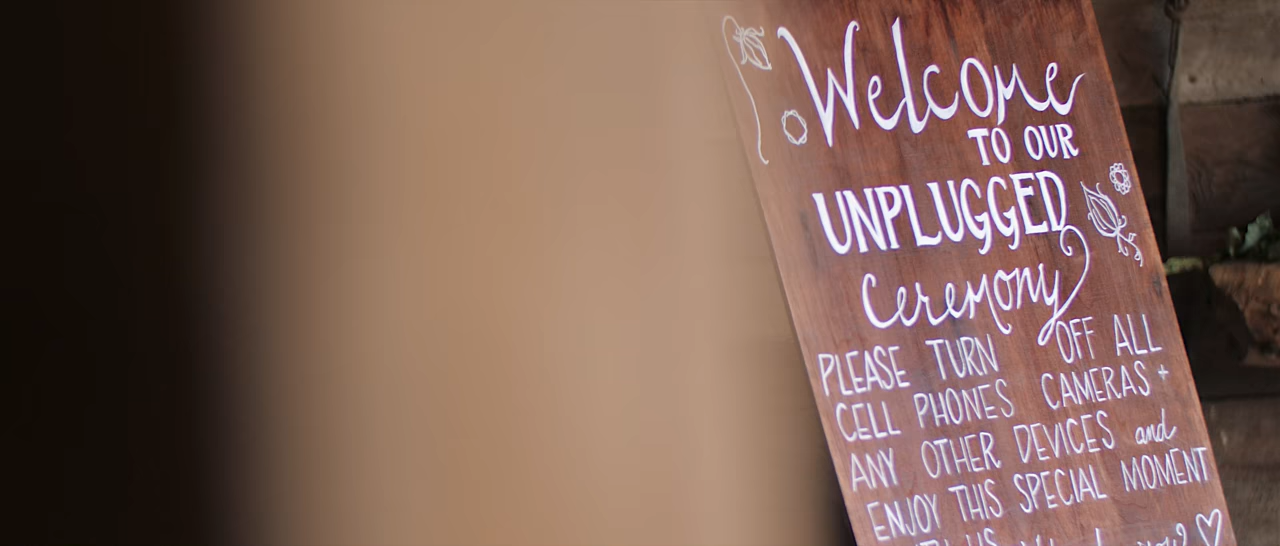 Welcome
TO OUR
UNPLUGGED
Ceremony
PLEASE TURN OFF ALL
CELL PHONES CAMERAS +
ANY OTHER DEVICES and
ENJOY THIS SPECIAL MOMENT